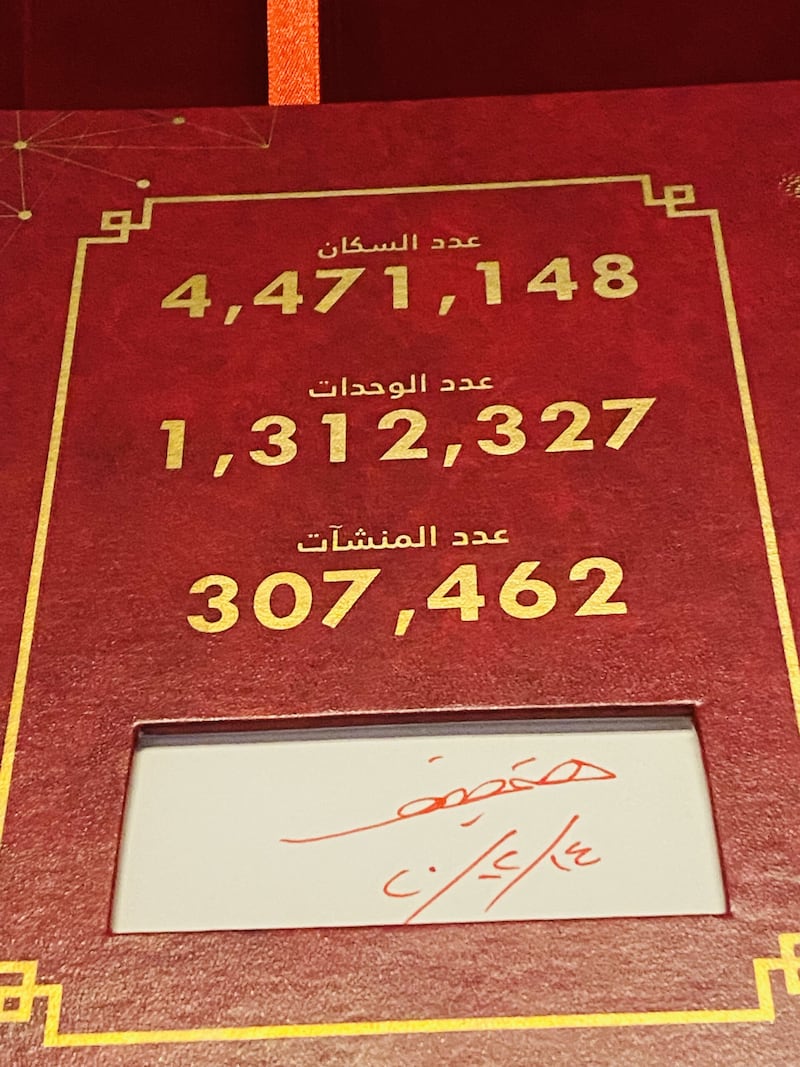 عدد السكان
4,471,148
عدد الوحدات
1,312,327
عدد المنشآت
307,462